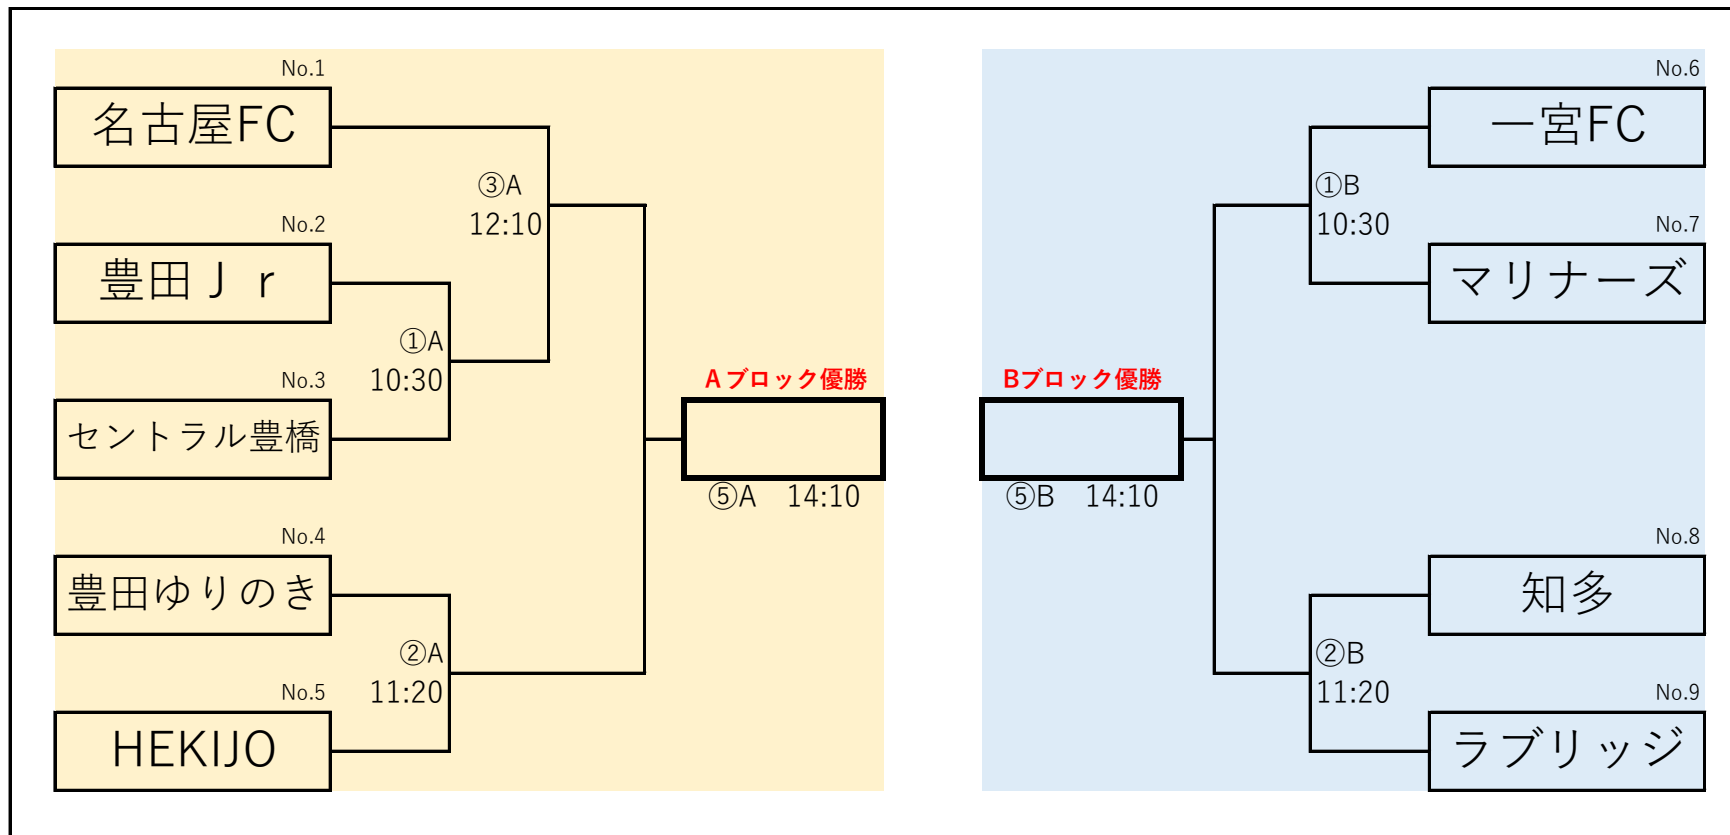 No.1
名古屋FC
③A
12:10
No.2
豊田Ｊｒ
①A
10:30
No.3
セントラル豊橋
Aブロック優勝
⑤A 14:10
No.4
豊田ゆりのき
②A
11:20
No.5
HEKIJO
No.6
一宮FC
①B
10:30
No.7
マリナーズ
Bブロック優勝
⑤B 14:10
No.8
知多
②B
11:20
No.9
ラブリッジ